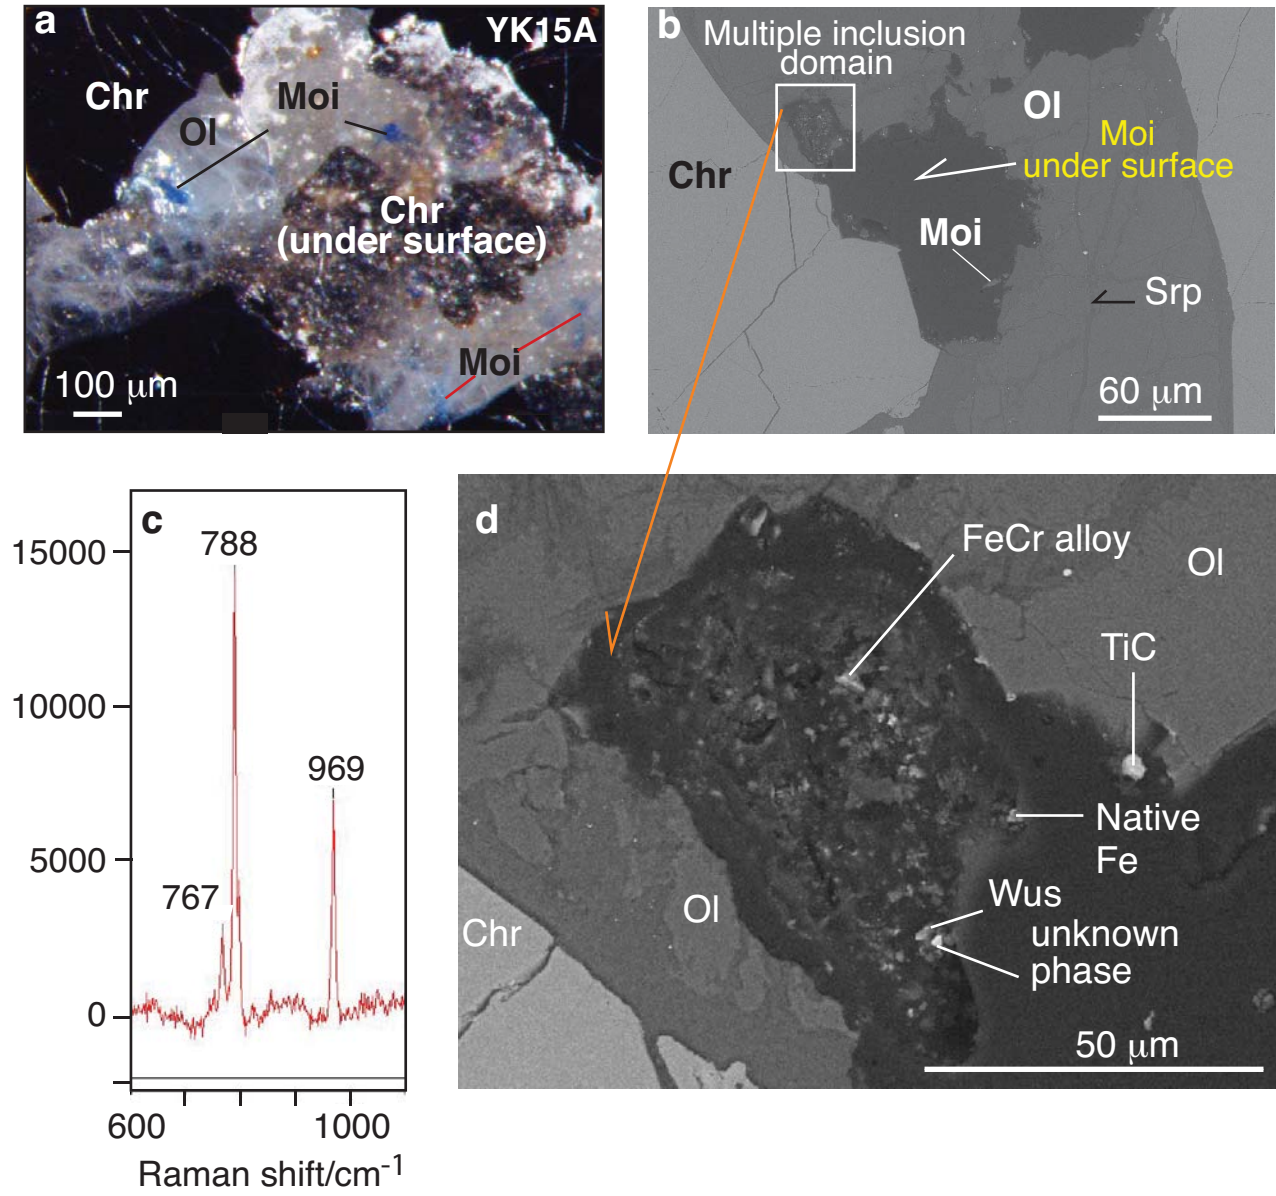 a
YK15A
Chr
Moi
Ol
Chr
(under surface)
Moi
100 μm
b
Multiple inclusion
domain
Ol
Moi
under surface
Chr
Moi
Srp
60 μm
c
788
15000
10000
969
5000
767
0
600
1000
Raman shift/cm-1
d
FeCr alloy
Ol
TiC
Native
Fe
Wus
Ol
unknown
phase
Chr
50 μm